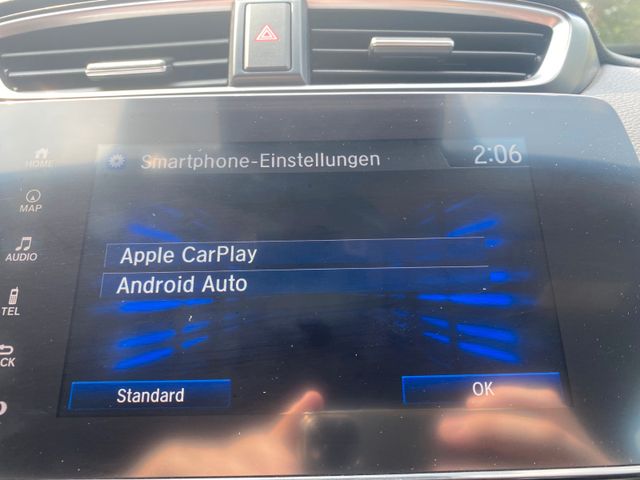 Smartphone-Einstellungen 2:06
HOME
MAP
AUDIO
TEL
Apple CarPlay
Android Auto
Standard
OK